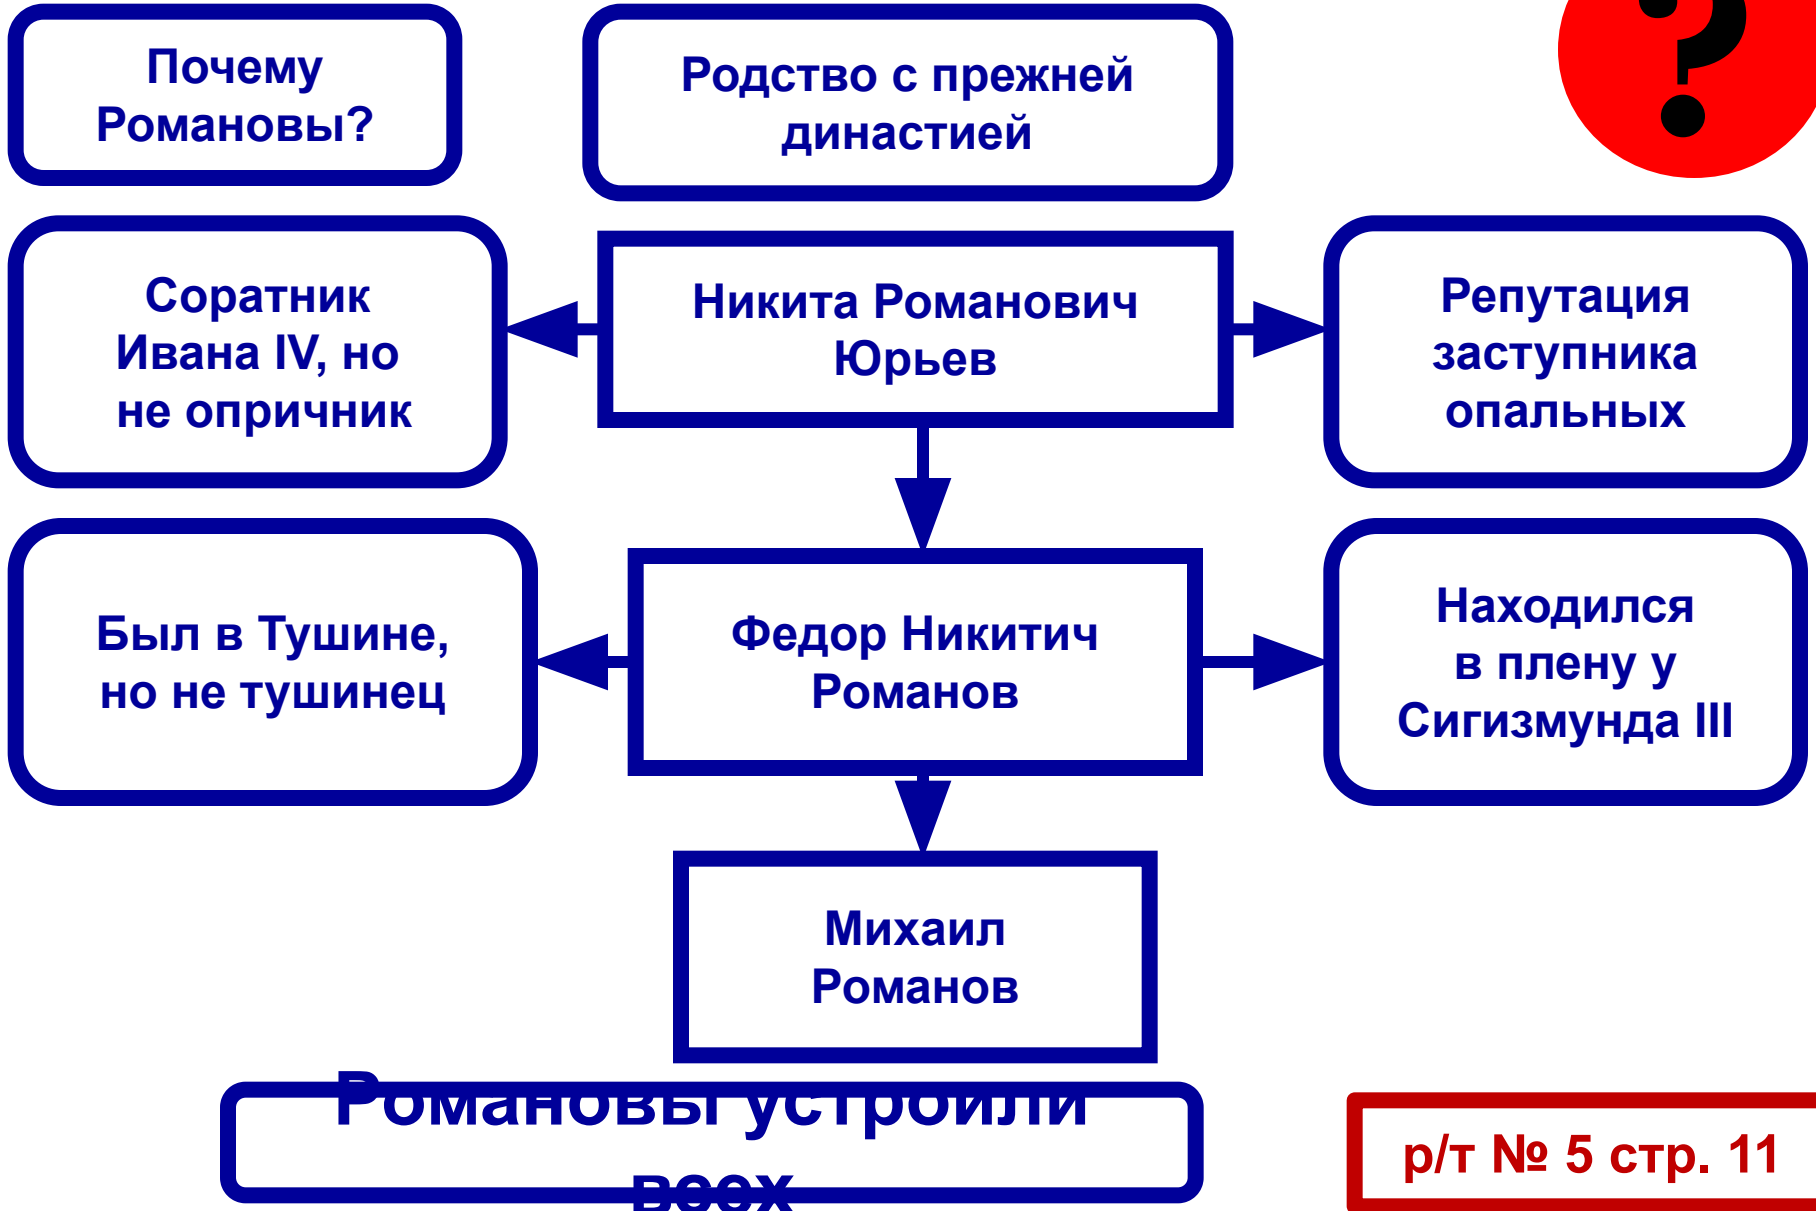 Почему
Романовы?
Родство с прежней
династией
?
Соратник
Ивана IV, но
не опричник
Никита Романович
Юрьев
Репутация
заступника
опальных
Был в Тушине,
но не тушинец
Федор Никитич
Романов
Находился
в плену у
Сигизмунда III
Михаил
Романов
Романовы устроили
всех
р/т № 5 стр. 11